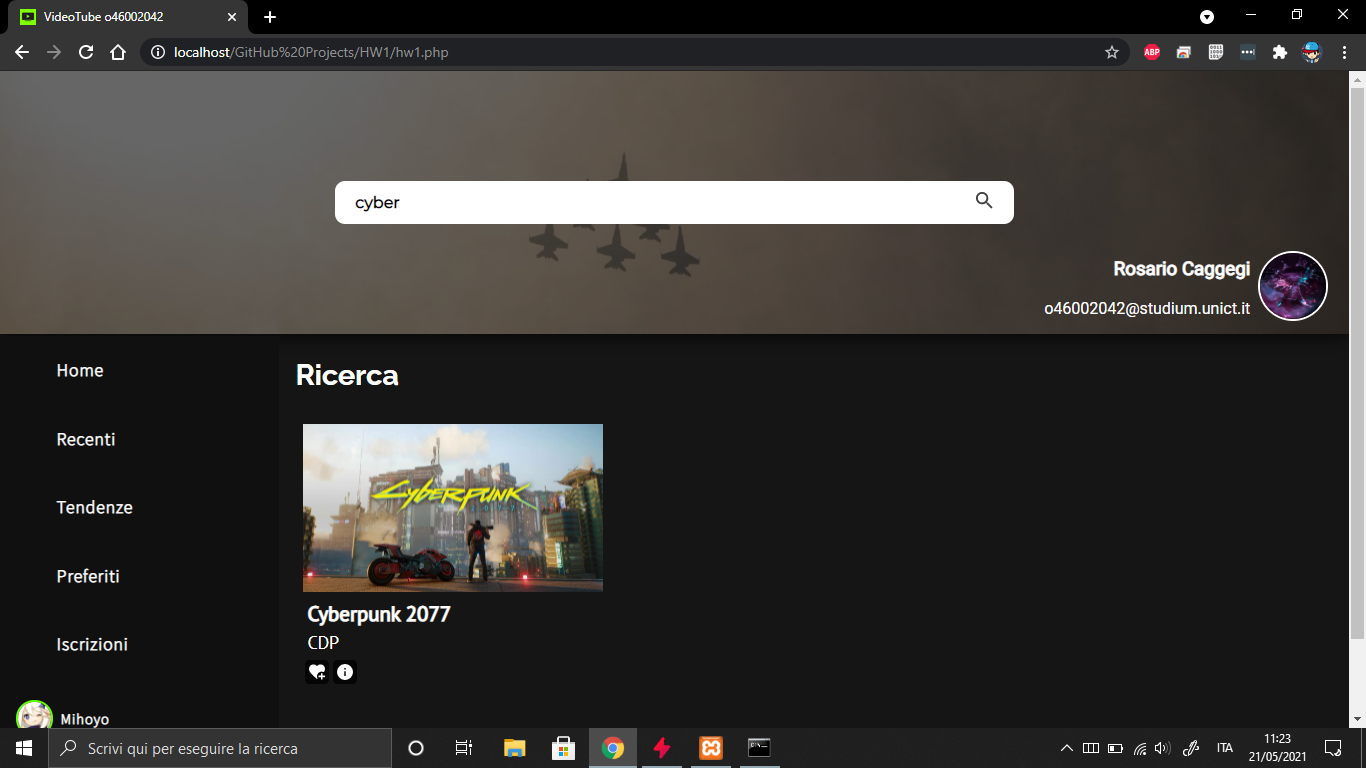 VideoTube o46002042
localhost/GitHub%20Projects/HW1/hw1.php
ABP
cyber
Rosario Caggegi
o46002042@studium.unict.it
Home
Recenti
Tendenze
Preferiti
Iscrizioni
Mihoyo
Ricerca
CYBERPUNK
Cyberpunk 2077
CDP
Scrivi qui per eseguire la ricerca
ITA
11:23
21/05/2021